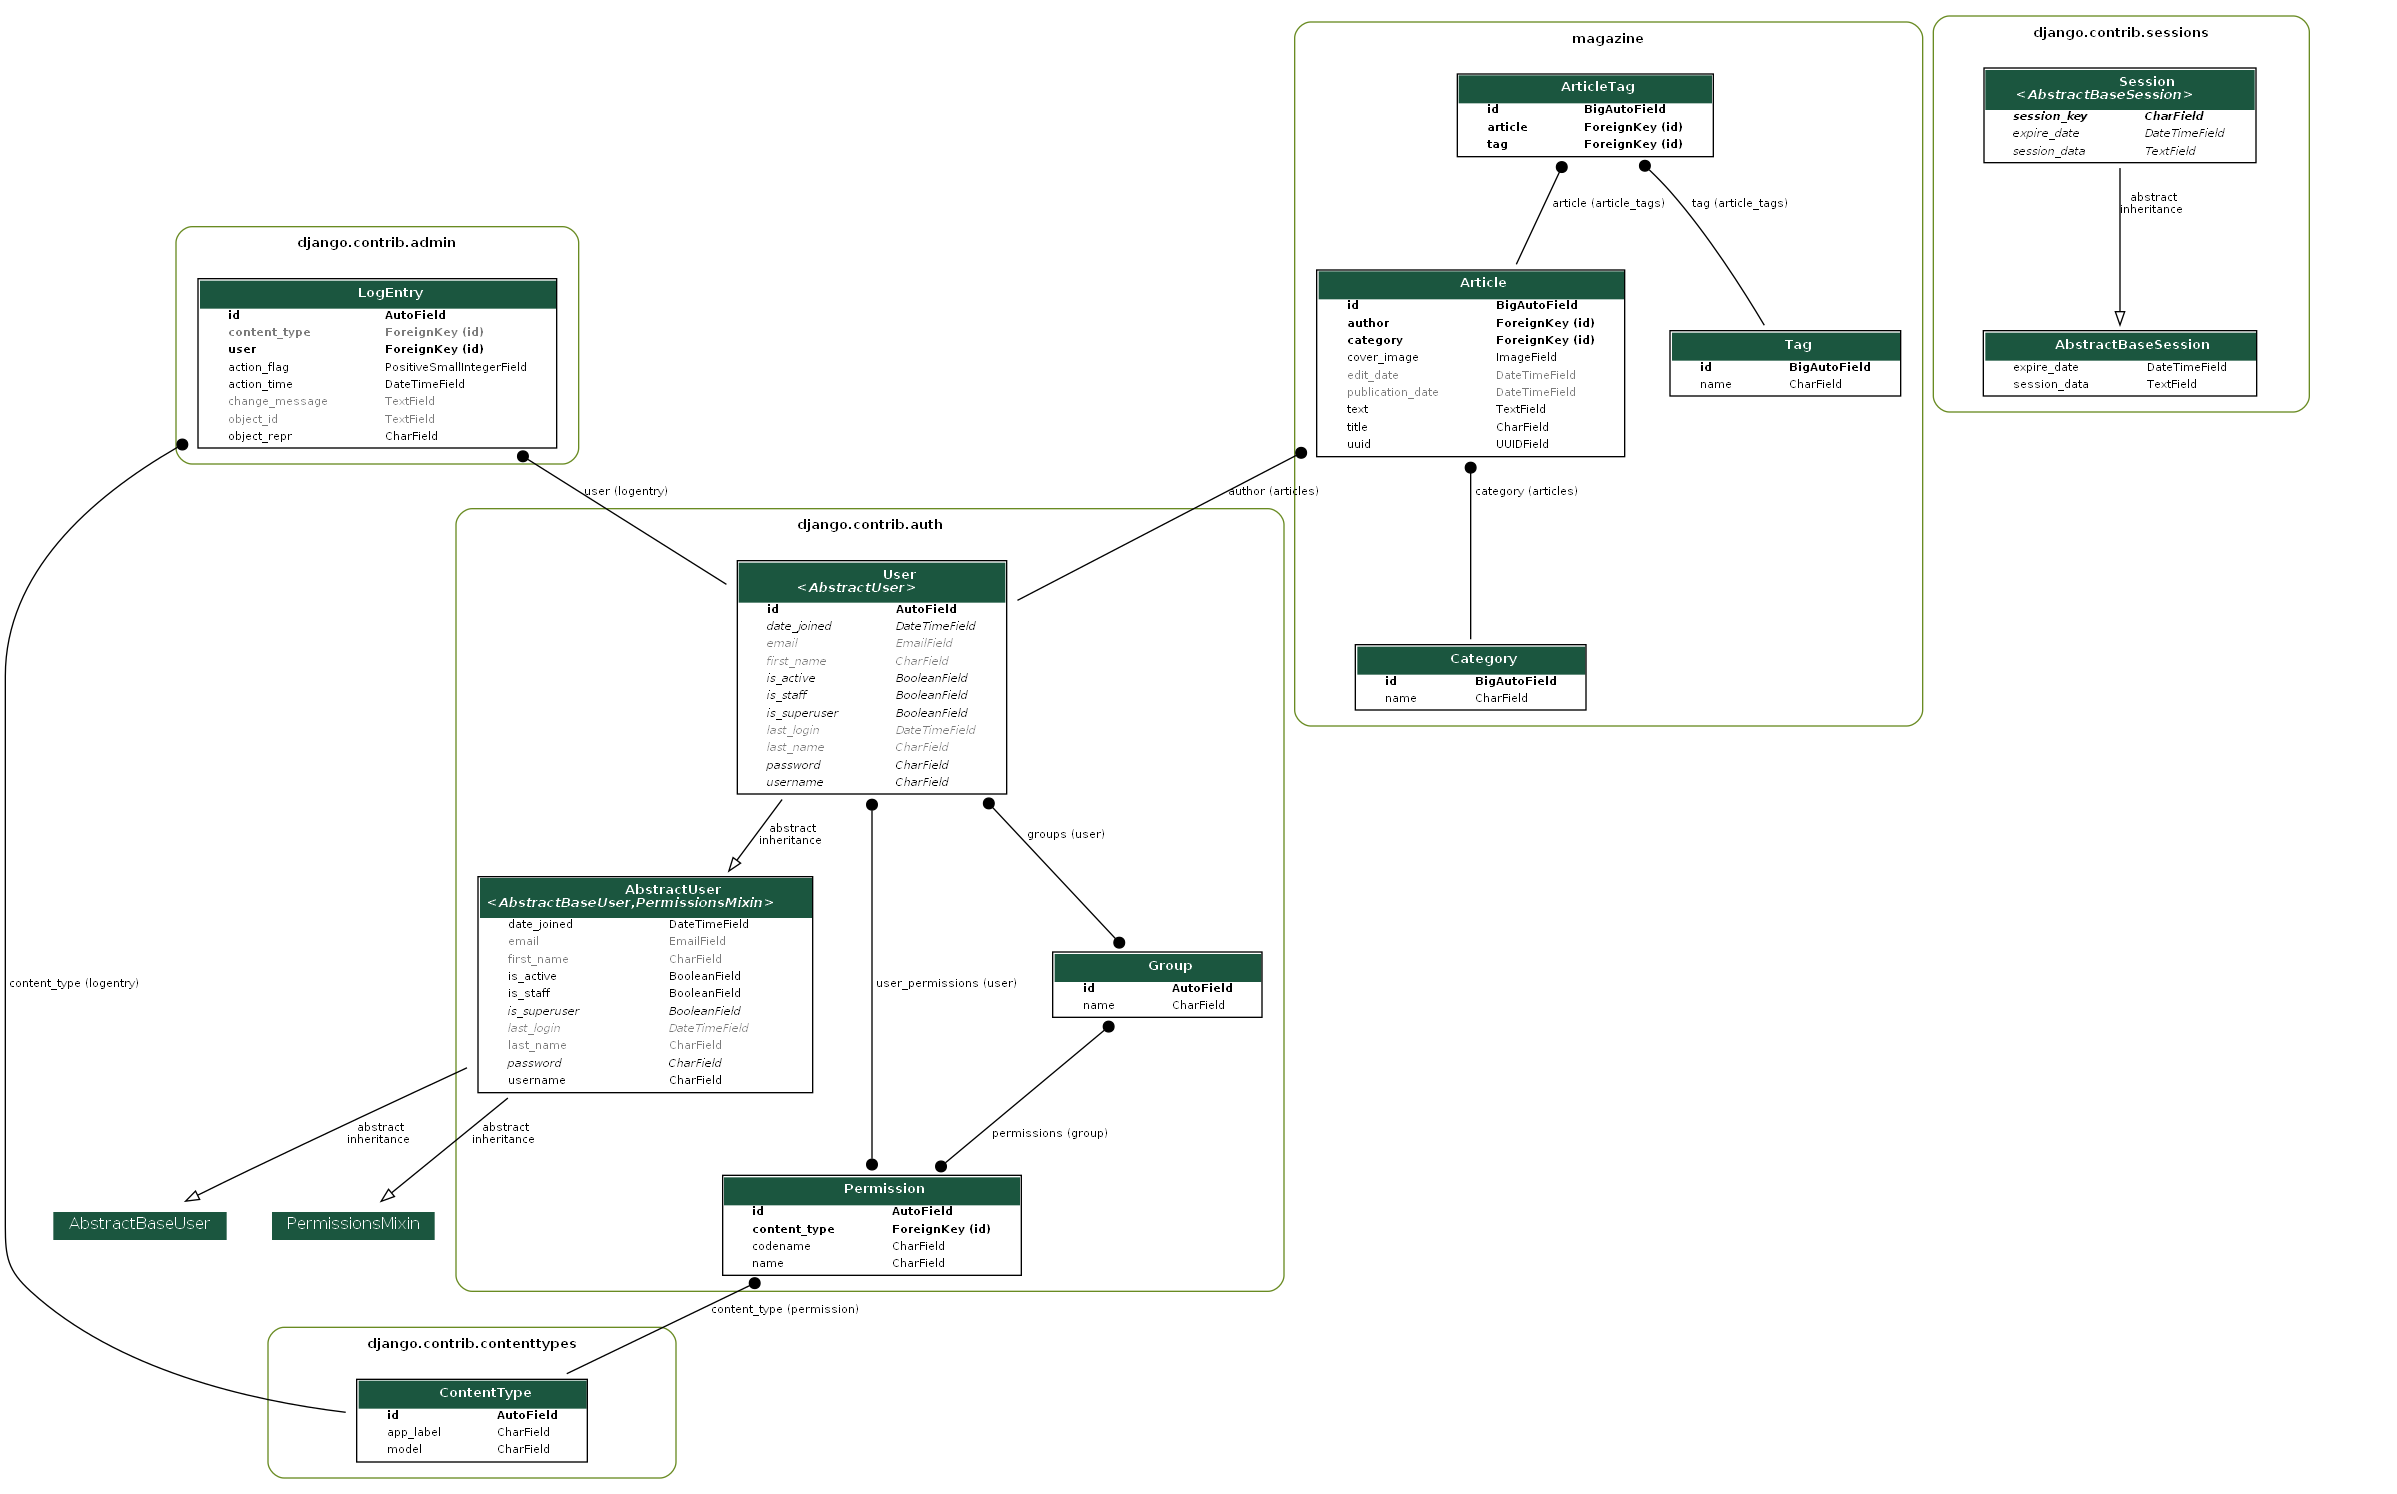 django.contrib.admin
LogEntry
id AutoField
content_type ForeignKey (id)
user ForeignKey (id)
action_flag PositiveSmallIntegerField
action_time DateTimeField
change_message TextField
object_id TextField
object_repr CharField
user (logentry)
content_type (logentry)
magazine
ArticleTag
id BigAutoField
article ForeignKey (id)
tag ForeignKey (id)
article (article_tags)
tag (article_tags)
Article
id BigAutoField
author ForeignKey (id)
category ForeignKey (id)
cover_image ImageField
edit_date DateTimeField
publication_date DateTimeField
text TextField
title CharField
uuid UUIDField
Tag
id BigAutoField
name CharField
author (articles)
category (articles)
Category
id BigAutoField
name CharField
django.contrib.sessions
Session
<AbstractBaseSession>
session_key CharField
expire_date DateTimeField
session_data TextField
abstract
inheritance
AbstractBaseSession
expire_date DateTimeField
session_data TextField
django.contrib.auth
User
<AbstractUser>
id AutoField
date_joined DateTimeField
email EmailField
first_name CharField
is_active BooleanField
is_staff BooleanField
is_superuser BooleanField
last_login DateTimeField
last_name CharField
password CharField
username CharField
abstract
inheritance
groups (user)
user_permissions (user)
AbstractUser
<AbstractBaseUser,PermissionsMixin>
date_joined DateTimeField
email EmailField
first_name CharField
is_active BooleanField
is_staff BooleanField
is_superuser BooleanField
last_login DateTimeField
last_name CharField
password CharField
username CharField
Group
id AutoField
name CharField
abstract
inheritance
abstract
inheritance
permissions (group)
AbstractBaseUser
PermissionsMixin
Permission
id AutoField
content_type ForeignKey (id)
codename CharField
name CharField
content_type (permission)
django.contrib.contenttypes
ContentType
id AutoField
app_label CharField
model CharField